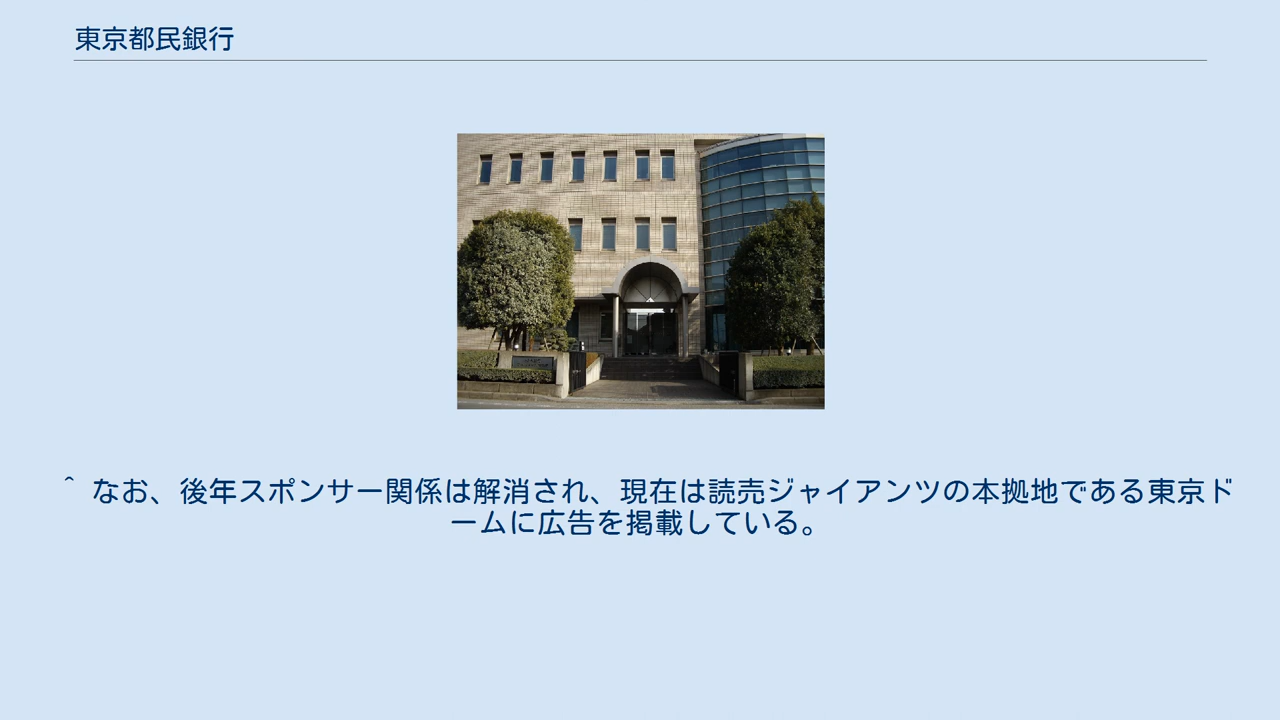 東京都民銀行
^ なお、後年スポンサー関係は解消され、現在は読売ジャイアンツの本拠地である東京ド
ームに広告を掲載している。